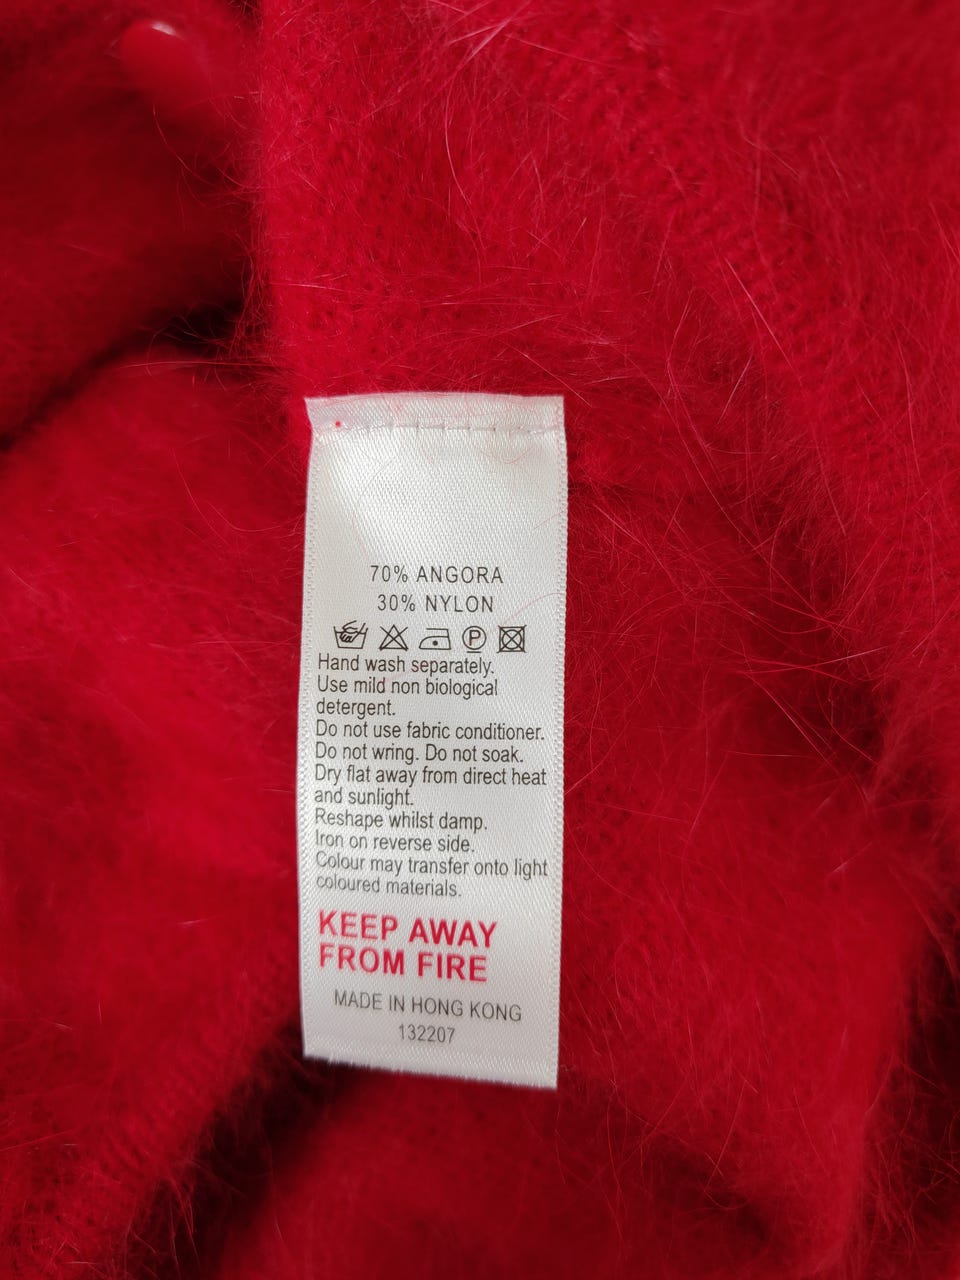 70% ANGORA
30% NYLON
P
Hand wash separately.
Use mild non biological
detergent.
Do not use fabric conditioner.
Do not wring. Do not soak.
Dry flat away from direct heat
and sunlight.
Reshape whilst damp.
Iron on reverse side.
Colour may transfer onto light
coloured materials.
KEEP AWAY
FROM FIRE
MADE IN HONG KONG
132207